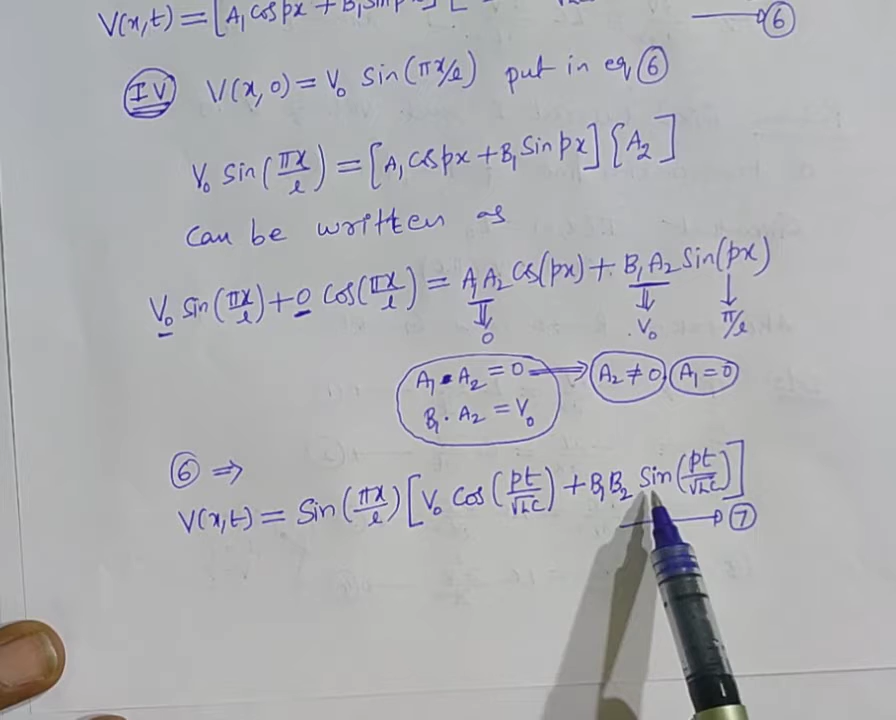 V(x,t) = [A₁ cos px + B₁ sin p
⑥
IV V(x,0) = V₀ Sin(πx/l) put in eq ⑥
V₀ sin(πx/l) = [A₁ cos px + B₁ Sin px] {A₂]
can be written as
V₀ sin(πx/l) + 0 cos(πx/l) = A₁A₂ cos(px) + B₁A₂ Sin(px)
⇓ 0 ⇓ V₀ ↓ π/l
A₁ · A₂ = 0 ⟹ A₂ ≠ 0, A₁ = 0
B₁ · A₂ = V₀
⑥ ⇒
V(x,t) = Sin(πx/l) [V₀ cos(pt/√LC) + B₁B₂ Sin(pt/√LC)]
→ ⑦